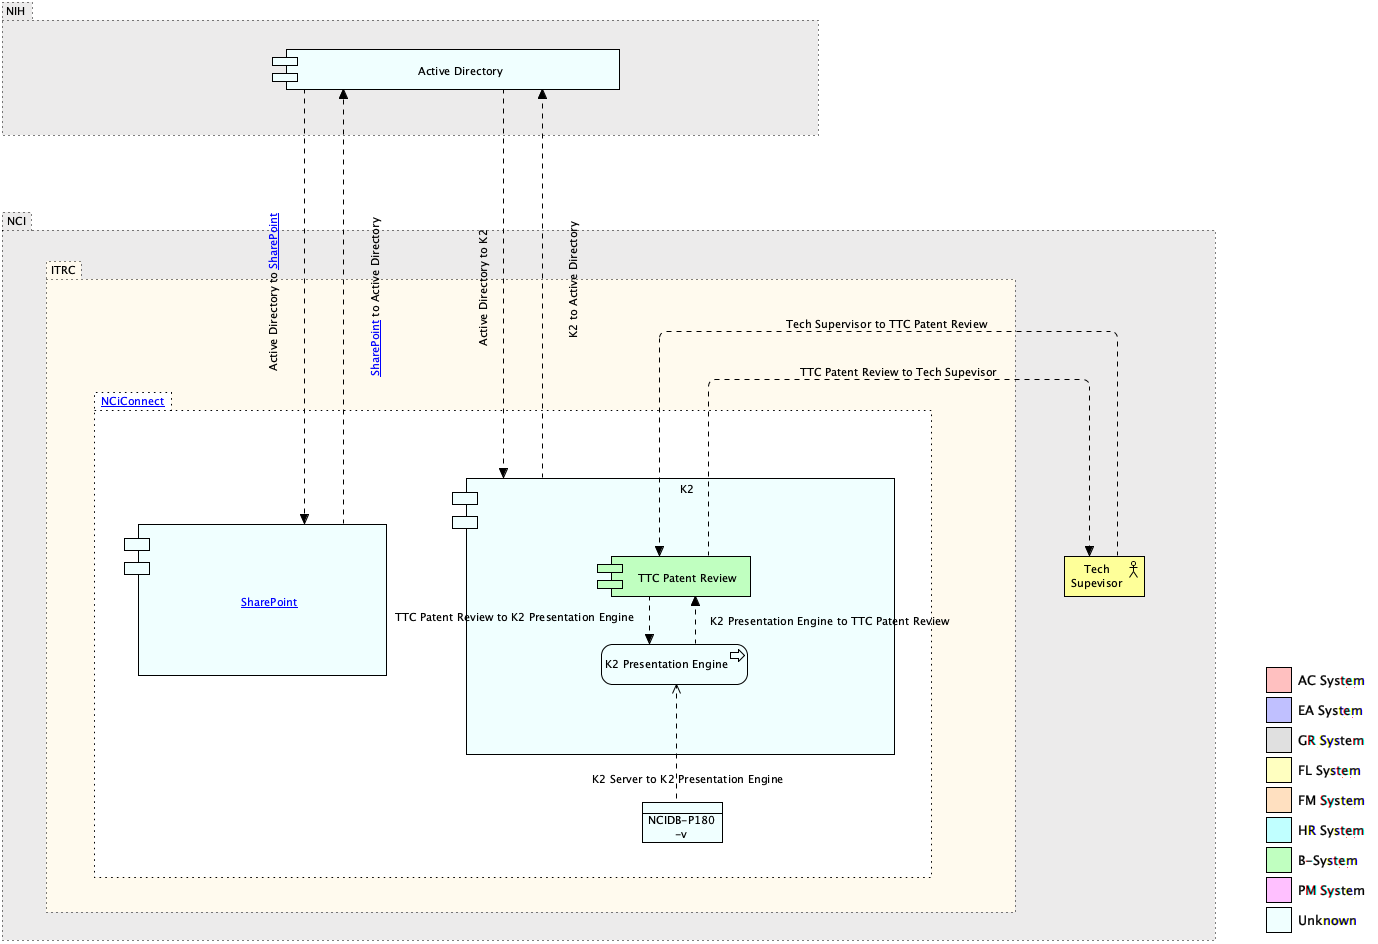 NIH
Active Directory
NCI
ITRC
Active Directory to SharePoint
SharePoint to Active Directory
Active Directory to K2
K2 to Active Directory
Tech Supervisor to TTC Patent Review
TTC Patent Review to Tech Supevisor
NCiConnect
K2
TTC Patent Review
Tech
Supevisor
SharePoint
TTC Patent Review to K2 Presentation Engine
K2 Presentation Engine to TTC Patent Review
K2 Presentation Engine
K2 Server to K2 Presentation Engine
NCIDB-P180
-v
AC System
EA System
GR System
FL System
FM System
HR System
B-System
PM System
Unknown